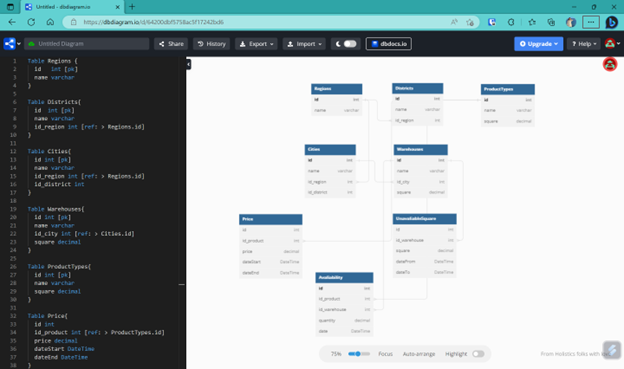 Untitled Diagram
https://dbdiagram.io/d/64200dbf5758ac5f17242bd6
Untitled Diagram
Share
History
Export
Import
dbdocs.io
Upgrade
Help
1 Table Regions {
2 id int [pk]
3 name varchar
4 }
5
6 Table Districts{
7 id int [pk]
8 name varchar
9 id_region int [ref: > Regions.id]
10 }
11
12 Table Cities{
13 id int [pk]
14 name varchar
15 id_region int [ref: > Regions.id]
16 id_district int
17 }
18
19 Table Warehouses{
20 id int [pk]
21 name varchar
22 id_city int [ref: > Cities.id]
23 square decimal
24 }
25
26 Table ProductTypes{
27 id int [pk]
28 name varchar
29 square decimal
30 }
31
32 Table Price{
33 id int
34 id_product int [ref: > ProductTypes.id]
35 price decimal
36 dateStart DateTime
37 dateEnd DateTime
38 }
Regions
id int
name varchar
Districts
id int
name varchar
id_region int
ProductTypes
id int
name varchar
square decimal
Cities
id int
name varchar
id_region int
id_district int
Warehouses
id int
name varchar
id_city int
square decimal
Price
id int
id_product int
price decimal
dateStart DateTime
dateEnd DateTime
UnavailableSquare
id int
id_warehouse int
square decimal
dateFrom DateTime
dateTo DateTime
Availability
id int
id_product int
id_warehouse int
quantity decimal
date DateTime
75%
Focus
Auto-arrange
Highlight
From holistics folks with